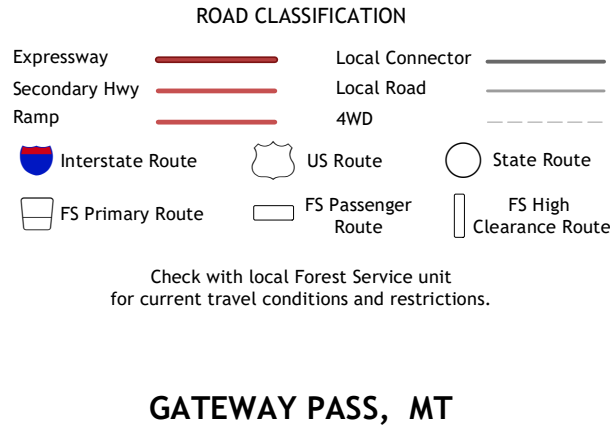 ROAD CLASSIFICATION
Expressway
Local Connector
Secondary Hwy
Local Road
Ramp
4WD
Interstate Route
US Route
State Route
FS Primary Route
FS Passenger
Route
FS High
Clearance Route
Check with local Forest Service unit
for current travel conditions and restrictions.
GATEWAY PASS, MT